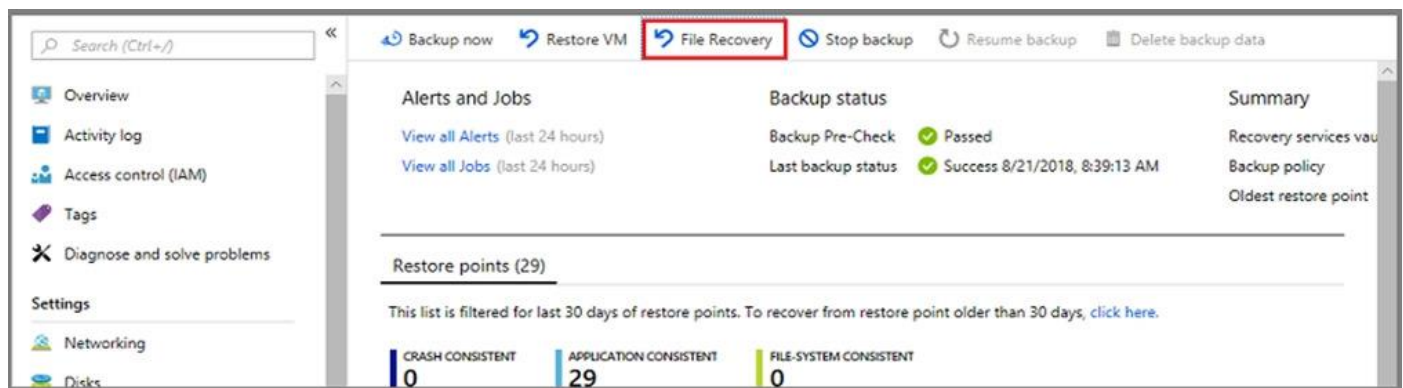 Search (Ctrl+/)
«
Overview
Activity log
Access control (IAM)
Tags
Diagnose and solve problems
Settings
Networking
Disks
Backup now
Restore VM
File Recovery
Stop backup
Resume backup
Delete backup data
Alerts and Jobs
View all Alerts (last 24 hours)
View all Jobs (last 24 hours)
Backup status
Backup Pre-Check Passed
Last backup status Success 8/21/2018, 8:39:13 AM
Summary
Recovery services vau
Backup policy
Oldest restore point
Restore points (29)
This list is filtered for last 30 days of restore points. To recover from restore point older than 30 days, click here.
CRASH CONSISTENT
0
APPLICATION CONSISTENT
29
FILE-SYSTEM CONSISTENT
0